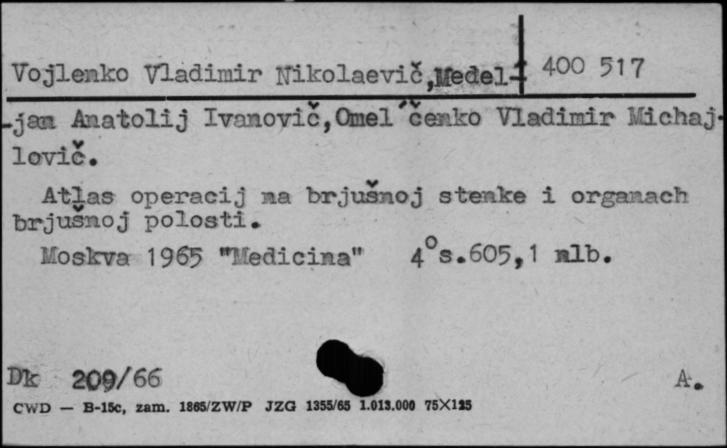 Vojlenko Vladimir Nikolaevič,Medel- 400 517
-jan Anatolij Ivanovič,Omel´čenko Vladimir Michaj-
lovič.
Atlas operacij na brjušnoj stenke i organach
brjušnoj polosti.
Moskva 1965 "Medicina" 4°s.605,1 nlb.
Dk 209/66 A.
CWD — B-15c, zam. 1865/ZW/P JZG 1355/65 1.013.000 75×125